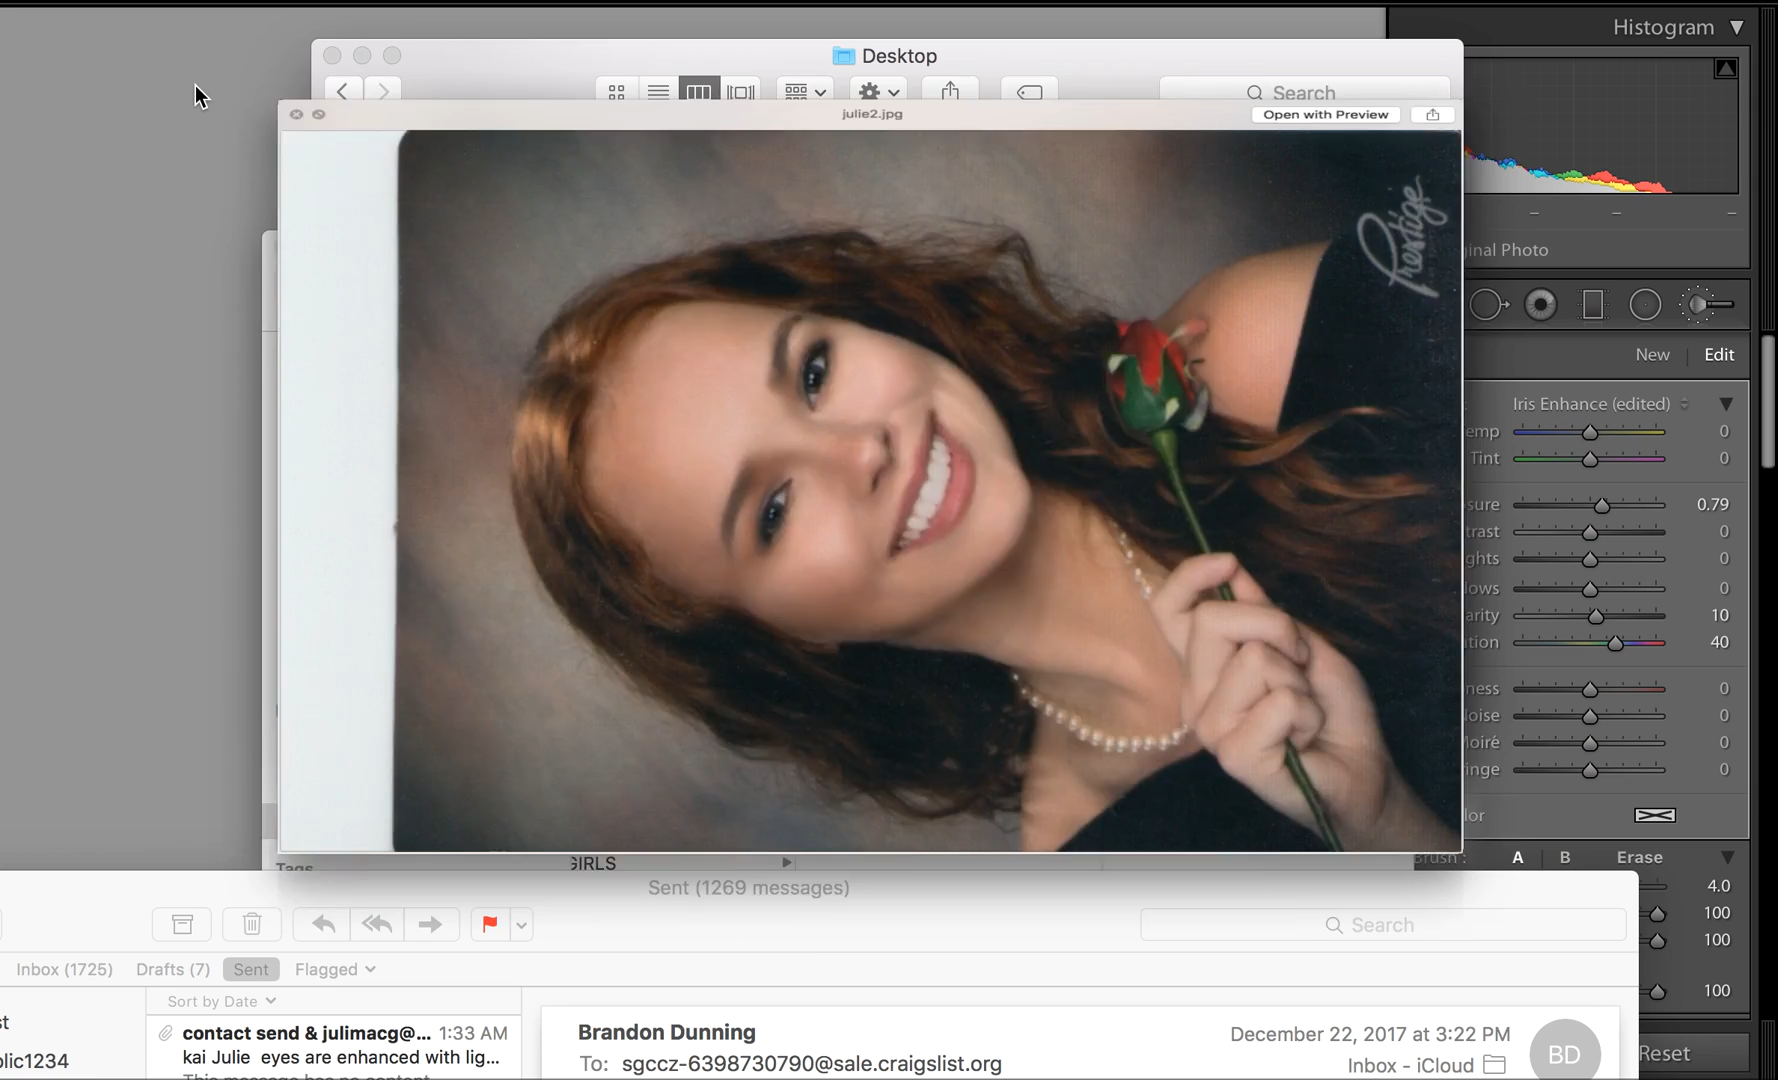 Histogram
Desktop
Search
julie2.jpg
Open with Preview
Prestige
ginal Photo
New
Edit
Iris Enhance (edited)
emp
0
Tint
0
sure
0.79
trast
0
ghts
0
lows
0
arity
10
tion
40
ness
0
loise
0
Moiré
0
inge
0
lor
Tags
GIRLS
Brush :
A
B
Erase
Sent (1269 messages)
4.0
100
Search
100
Inbox (1725)
Drafts (7)
Sent
Flagged
100
Sort by Date
st
contact send & julimacg@...
1:33 AM
Brandon Dunning
December 22, 2017 at 3:22 PM
blic1234
kai Julie eyes are enhanced with lig...
To: sgccz-6398730790@sale.craigslist.org
Inbox - iCloud
BD
Reset
This message has no content